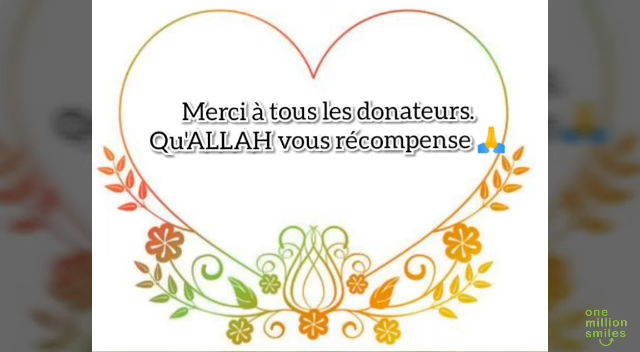 Merci à tous les donateurs.
Qu'ALLAH vous récompense 🙏
one
million
smiles